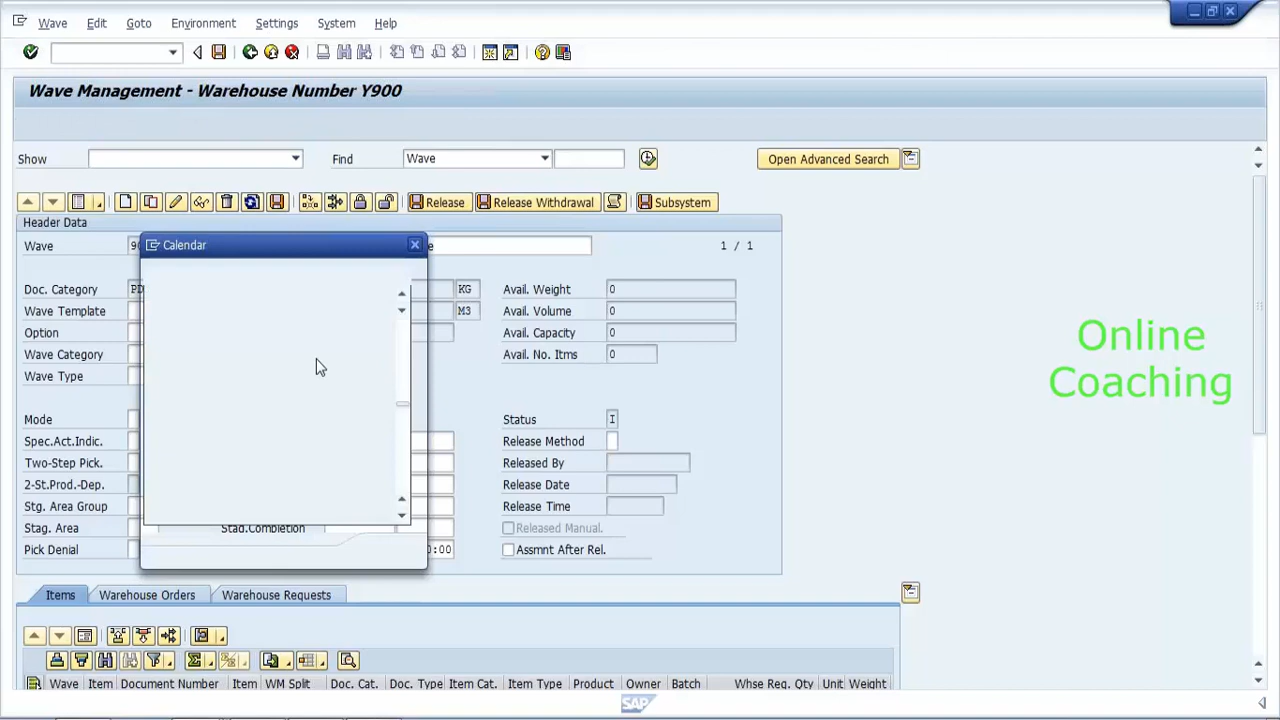 Wave Edit Goto Environment Settings System Help
Wave Management - Warehouse Number Y900
Show Find Wave Open Advanced Search
Release Release Withdrawal Subsystem
Header Data
Wave 90 e 1 / 1
Calendar
Doc. Category PD KG Avail. Weight 0
Wave Template M3 Avail. Volume 0
Option Avail. Capacity 0
Wave Category Avail. No. Itms 0
Wave Type
Mode Status I
Spec.Act.Indic. Release Method
Two-Step Pick. Released By
2-St.Prod.-Dep. Release Date
Stg. Area Group Release Time
Stag. Area Stad.Completion Released Manual.
Pick Denial 0:00 Assmnt After Rel.
Online
Coaching
Items Warehouse Orders Warehouse Requests
Wave Item Document Number Item WM Split Doc. Cat. Doc. Type Item Cat. Item Type Product Owner Batch Whse Req. Qty Unit Weight
SAP